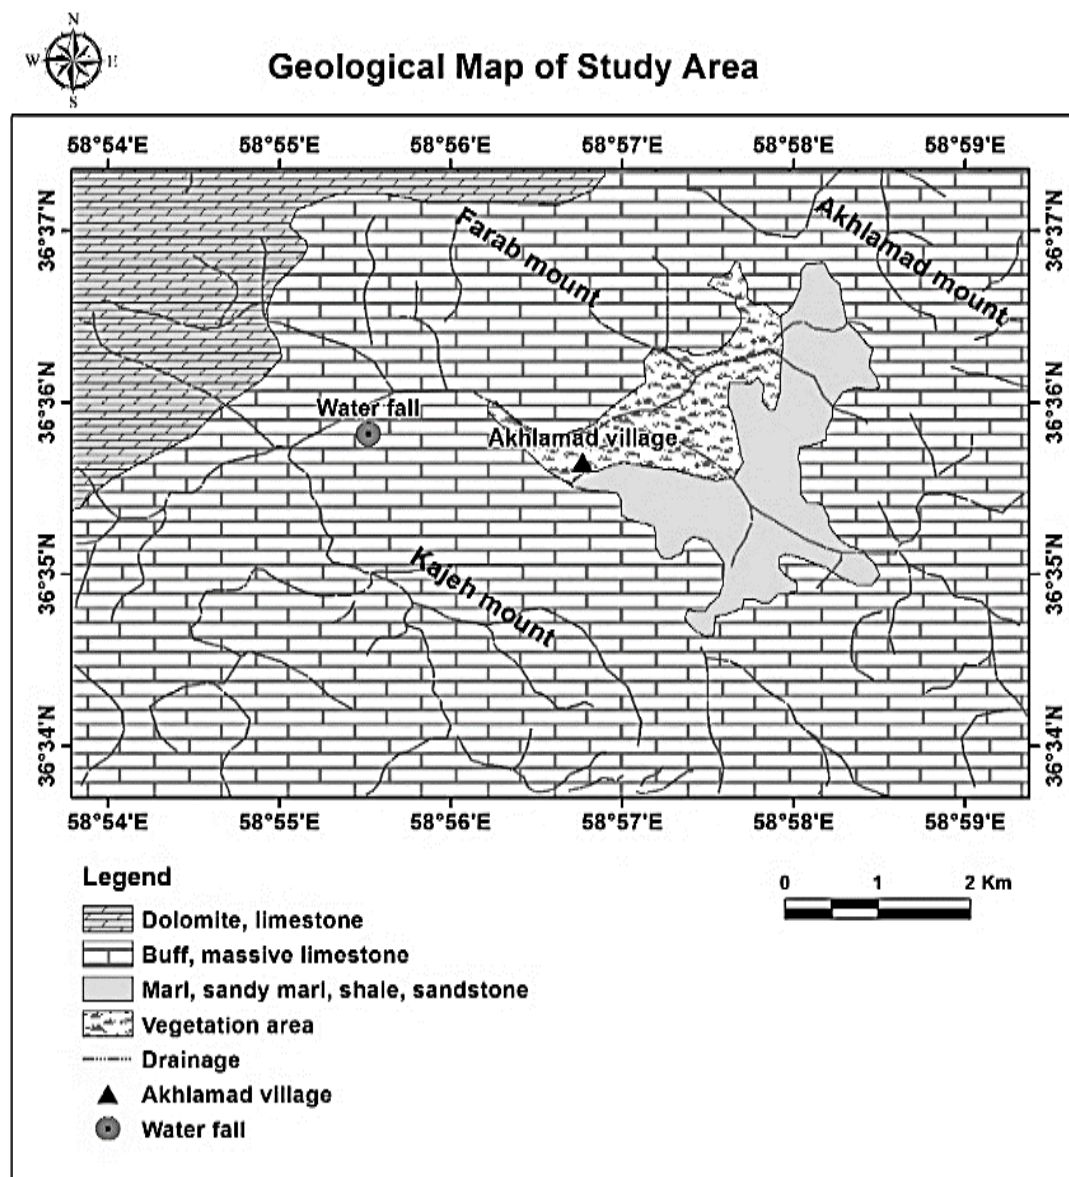 N
W E
S
Geological Map of Study Area
58°54'E 58°55'E 58°56'E 58°57'E 58°58'E 58°59'E
36°37'N 36°37'N
Farab mount
Akhlamad mount
36°36'N 36°36'N
Water fall
Akhlamad village
36°35'N 36°35'N
Kajeh mount
36°34'N 36°34'N
58°54'E 58°55'E 58°56'E 58°57'E 58°58'E 58°59'E
Legend
0 1 2 Km
Dolomite, limestone
Buff, massive limestone
Marl, sandy marl, shale, sandstone
Vegetation area
Drainage
Akhlamad village
Water fall